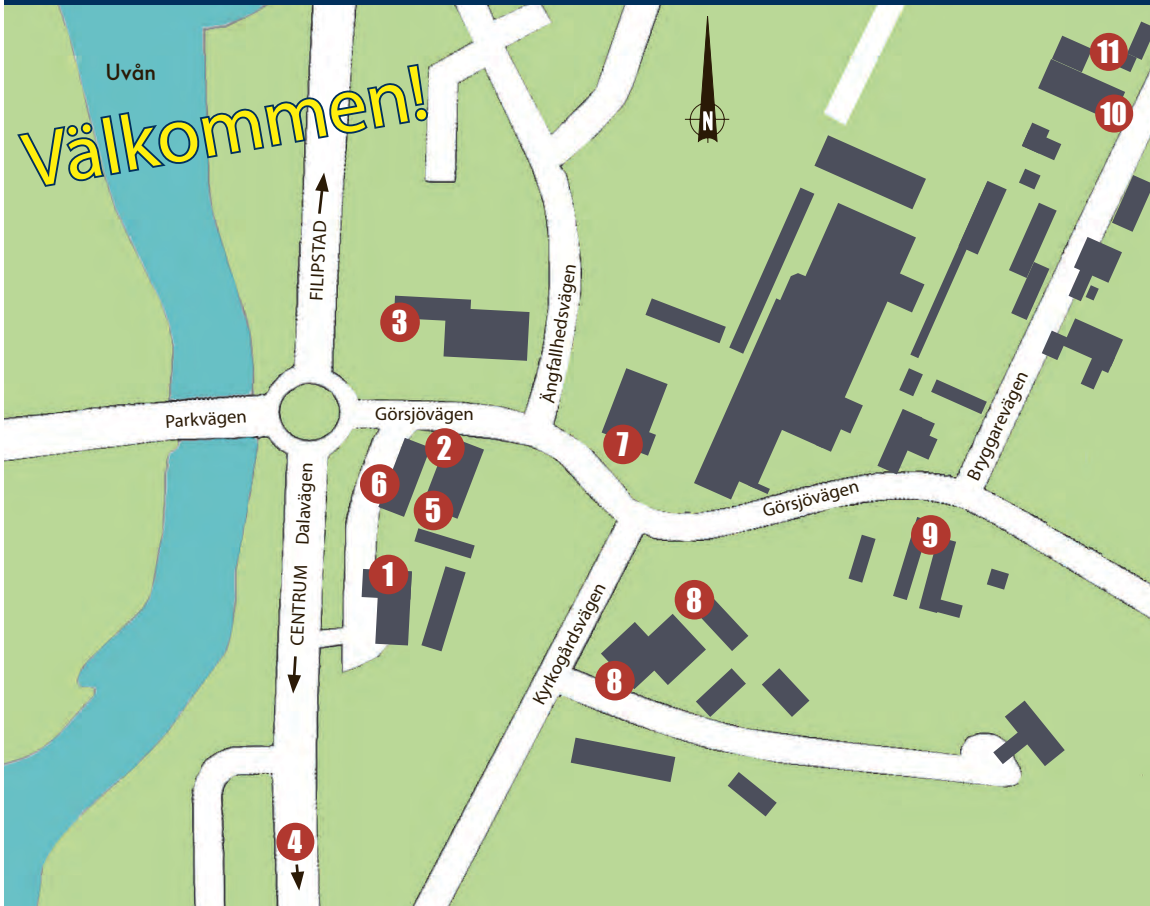 Uvån
Välkommen!
N
11
10
FILIPSTAD
3
Ängfallhedsvägen
Parkvägen
Görsjövägen
Bryggarevägen
2
7
6
5
Dalavägen
Görsjövägen
9
1
CENTRUM
8
Kyrkogårdsvägen
8
4